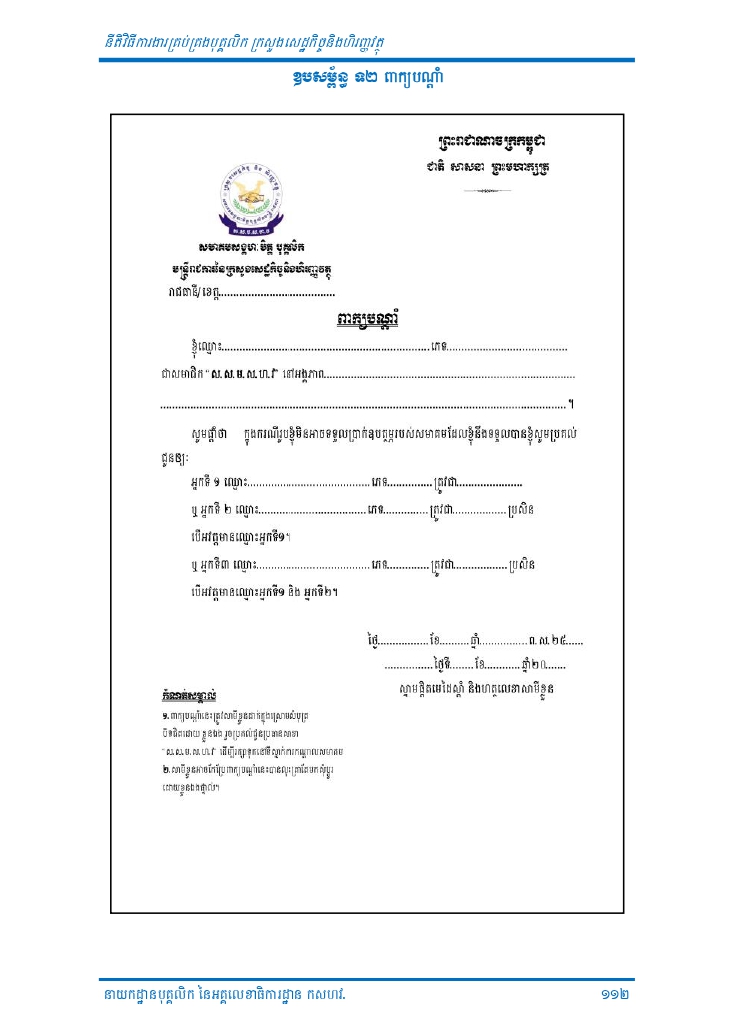 នីតិវិធីការងារគ្រប់គ្រងបុគ្គលិក ក្រសួងសេដ្ឋកិច្ចនិងហិរញ្ញវត្ថុ
ឧបសម្ព័ន្ធ ១២ ពាក្យបណ្តាំ
ព្រះរាជាណាចក្រកម្ពុជា
ជាតិ សាសនា ព្រះមហាក្សត្រ
សមាគមសង្គហៈមិត្ត បុគ្គលិក
មន្ត្រីរាជការនៃក្រសួងសេដ្ឋកិច្ចនិងហិរញ្ញវត្ថុ
រាជធានី/ខេត្ត.....................................
ពាក្យបណ្តាំ
ខ្ញុំឈ្មោះ.................................................................... ភេទ........................................
ជាសមាជិក "ស.ស.ម.ស.ហ.វ" នៅអង្គភាព....................................................................................
.......................................................................................................................................... ។
សូមផ្តាំថា ក្នុងករណីរូបខ្ញុំមិនអាចទទួលប្រាក់ឧបត្ថម្ភរបស់សមាគមដែលខ្ញុំនឹងទទួលបានខ្ញុំសូមប្រគល់
ជូនឲ្យៈ
អ្នកទី ១ ឈ្មោះ......................................... ភេទ............... ត្រូវជា......................
ឬ អ្នកទី ២ ឈ្មោះ.................................... ភេទ............... ត្រូវជា.................. ប្រសិន
បើអវត្តមានឈ្មោះអ្នកទី១។
ឬ អ្នកទី៣ ឈ្មោះ...................................... ភេទ.............. ត្រូវជា.................. ប្រសិន
បើអវត្តមានឈ្មោះអ្នកទី១ និង អ្នកទី២។
ថ្ងៃ................. ខែ.......... ឆ្នាំ................ ព.ស.២៥......
................ ថ្ងៃទី........ ខែ............ ឆ្នាំ២០.......
ស្នាមផ្តិតមេដៃស្តាំ និងហត្ថលេខាសាមីខ្លួន
កំណត់សម្គាល់
១.ពាក្យបណ្តាំនេះត្រូវសាមីខ្លួនដាក់ក្នុងស្រោមសំបុត្រ
បិទជិតដោយ ខ្លួនឯង រួចប្រគល់ជូនប្រធានសាខា
"ស.ស.ម.ស.ហ.វ" ដើម្បីរក្សាទុកនៅទីស្នាក់ការកណ្តាលសមាគម
២.សាមីខ្លួនអាចកែប្រែពាក្យបណ្តាំនេះបានលុះត្រាតែមកសុំប្តូរ
ដោយខ្លួនឯងផ្ទាល់។
នាយកដ្ឋានបុគ្គលិក នៃអគ្គលេខាធិការដ្ឋាន កសហវ.
១១២